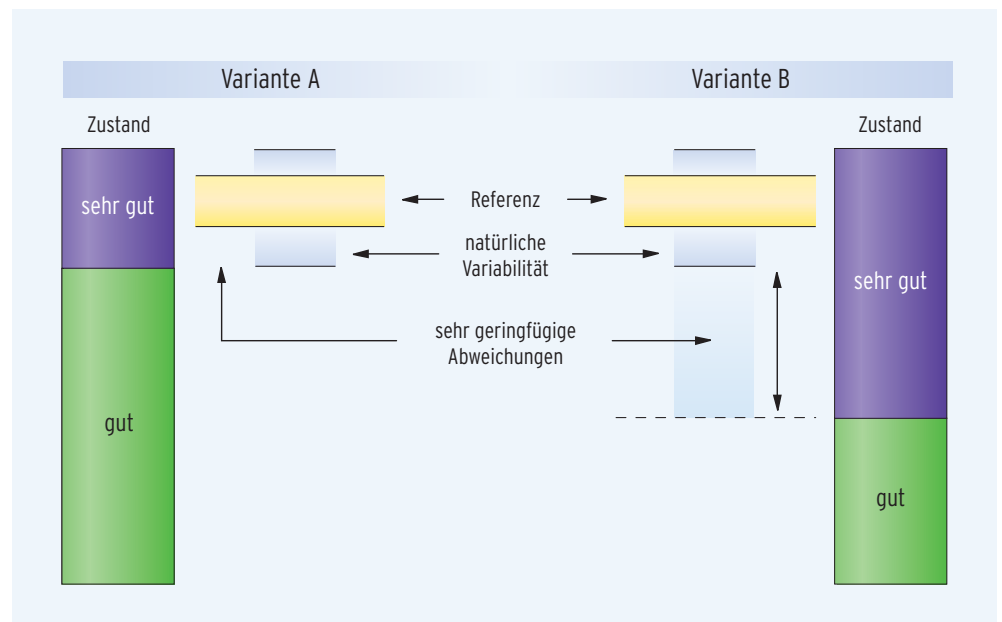 Variante A
Variante B
Zustand
Zustand
sehr gut
Referenz
natürliche
Variabilität
sehr gut
sehr geringfügige
Abweichungen
gut
gut